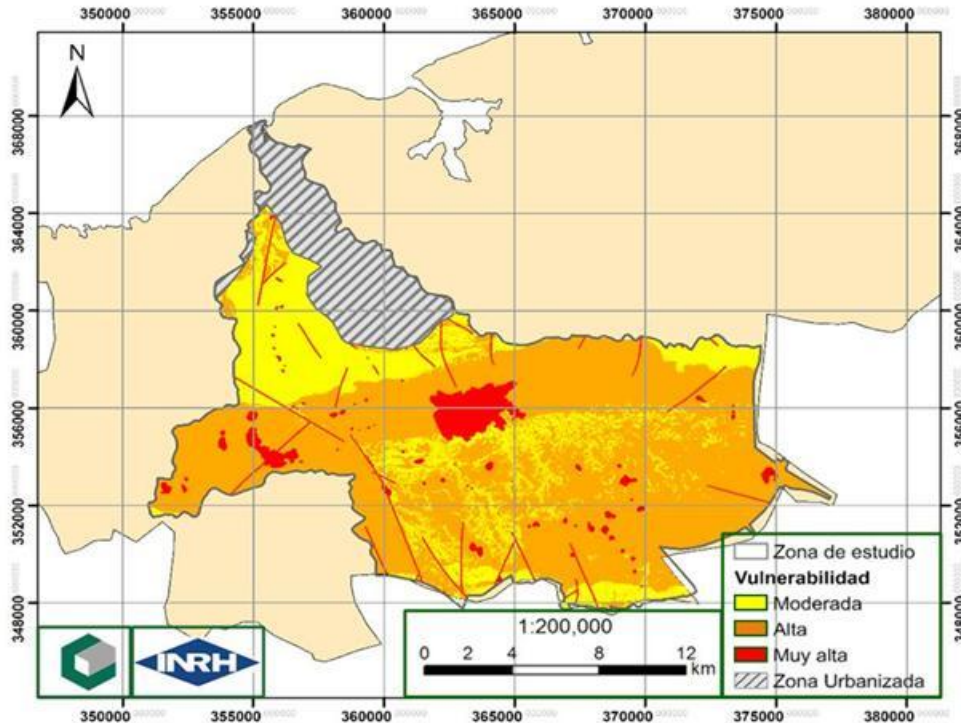 350000 355000 360000 365000 370000 375000 380000
N
368000 368000
364000 364000
360000 360000
356000 356000
352000 352000
348000 348000
Zona de estudio
Vulnerabilidad
Moderada
Alta
Muy alta
Zona Urbanizada
1:200,000
0 2 4 8 12
km
INRH
350000 355000 360000 365000 370000 375000 380000